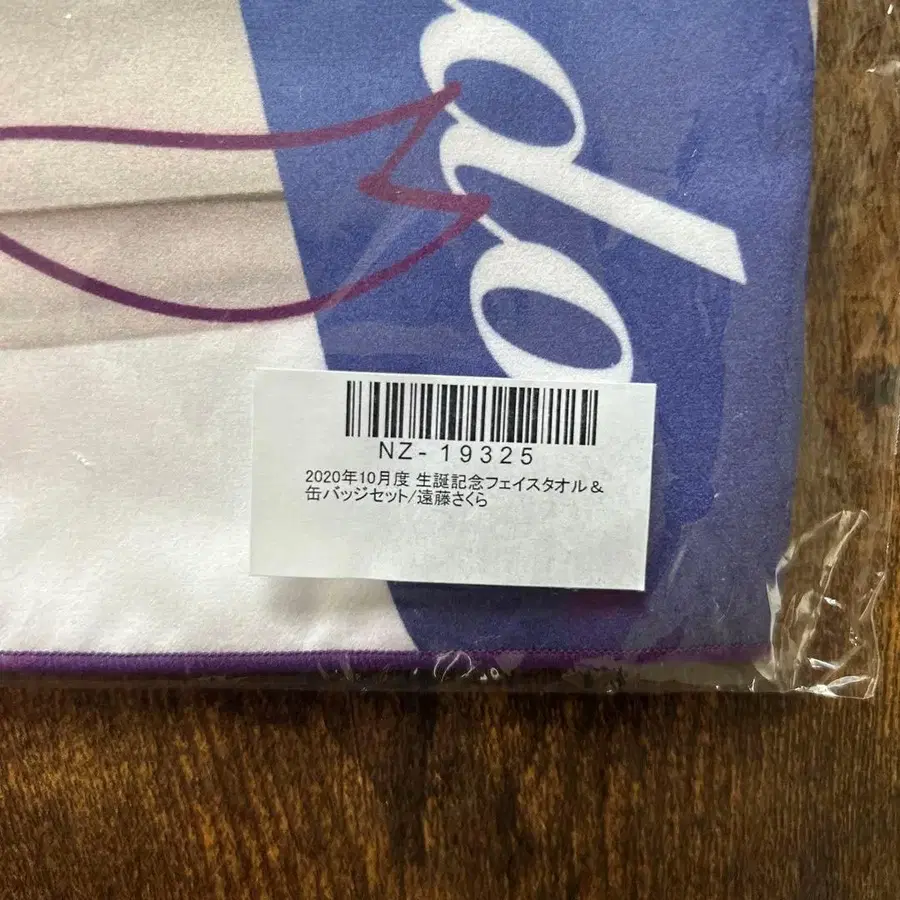 do
NZ-19325
2020年10月度 生誕記念フェイスタオル＆
缶バッジセット/遠藤さくら